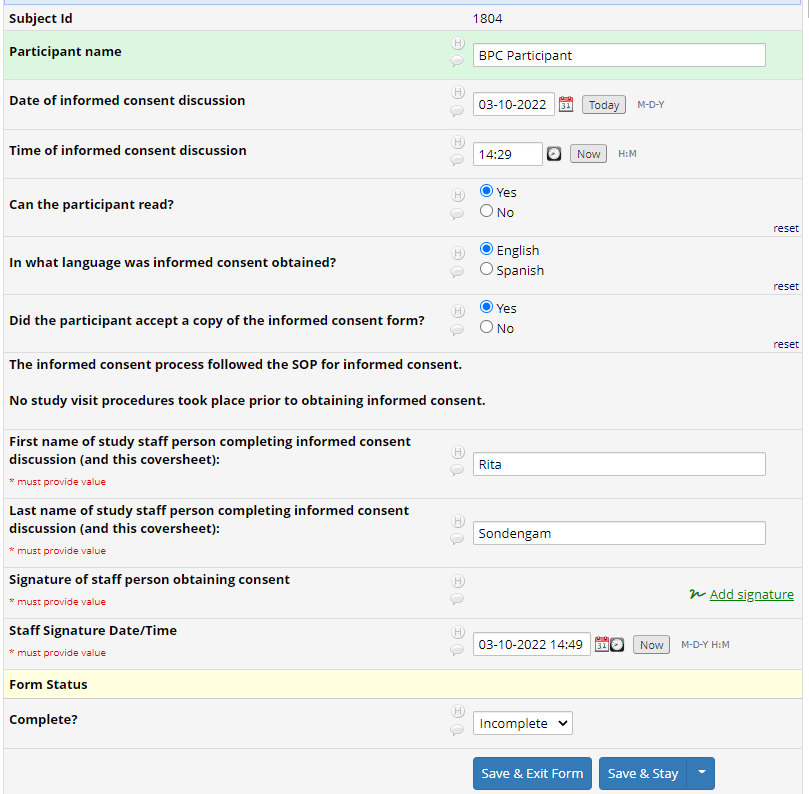 Subject Id 1804
Participant name H BPC Participant
Date of informed consent discussion H 03-10-2022 31 Today M-D-Y
Time of informed consent discussion H 14:29 Now H:M
Can the participant read? H Yes
No
reset
In what language was informed consent obtained? H English
Spanish
reset
Did the participant accept a copy of the informed consent form? H Yes
No
reset
The informed consent process followed the SOP for informed consent.
No study visit procedures took place prior to obtaining informed consent.
First name of study staff person completing informed consent
discussion (and this coversheet): H Rita
* must provide value
Last name of study staff person completing informed consent
discussion (and this coversheet): H Sondengam
* must provide value
Signature of staff person obtaining consent H Add signature
* must provide value
Staff Signature Date/Time H 03-10-2022 14:49 31 Now M-D-Y H:M
* must provide value
Form Status
Complete? H Incomplete
Save & Exit Form Save & Stay